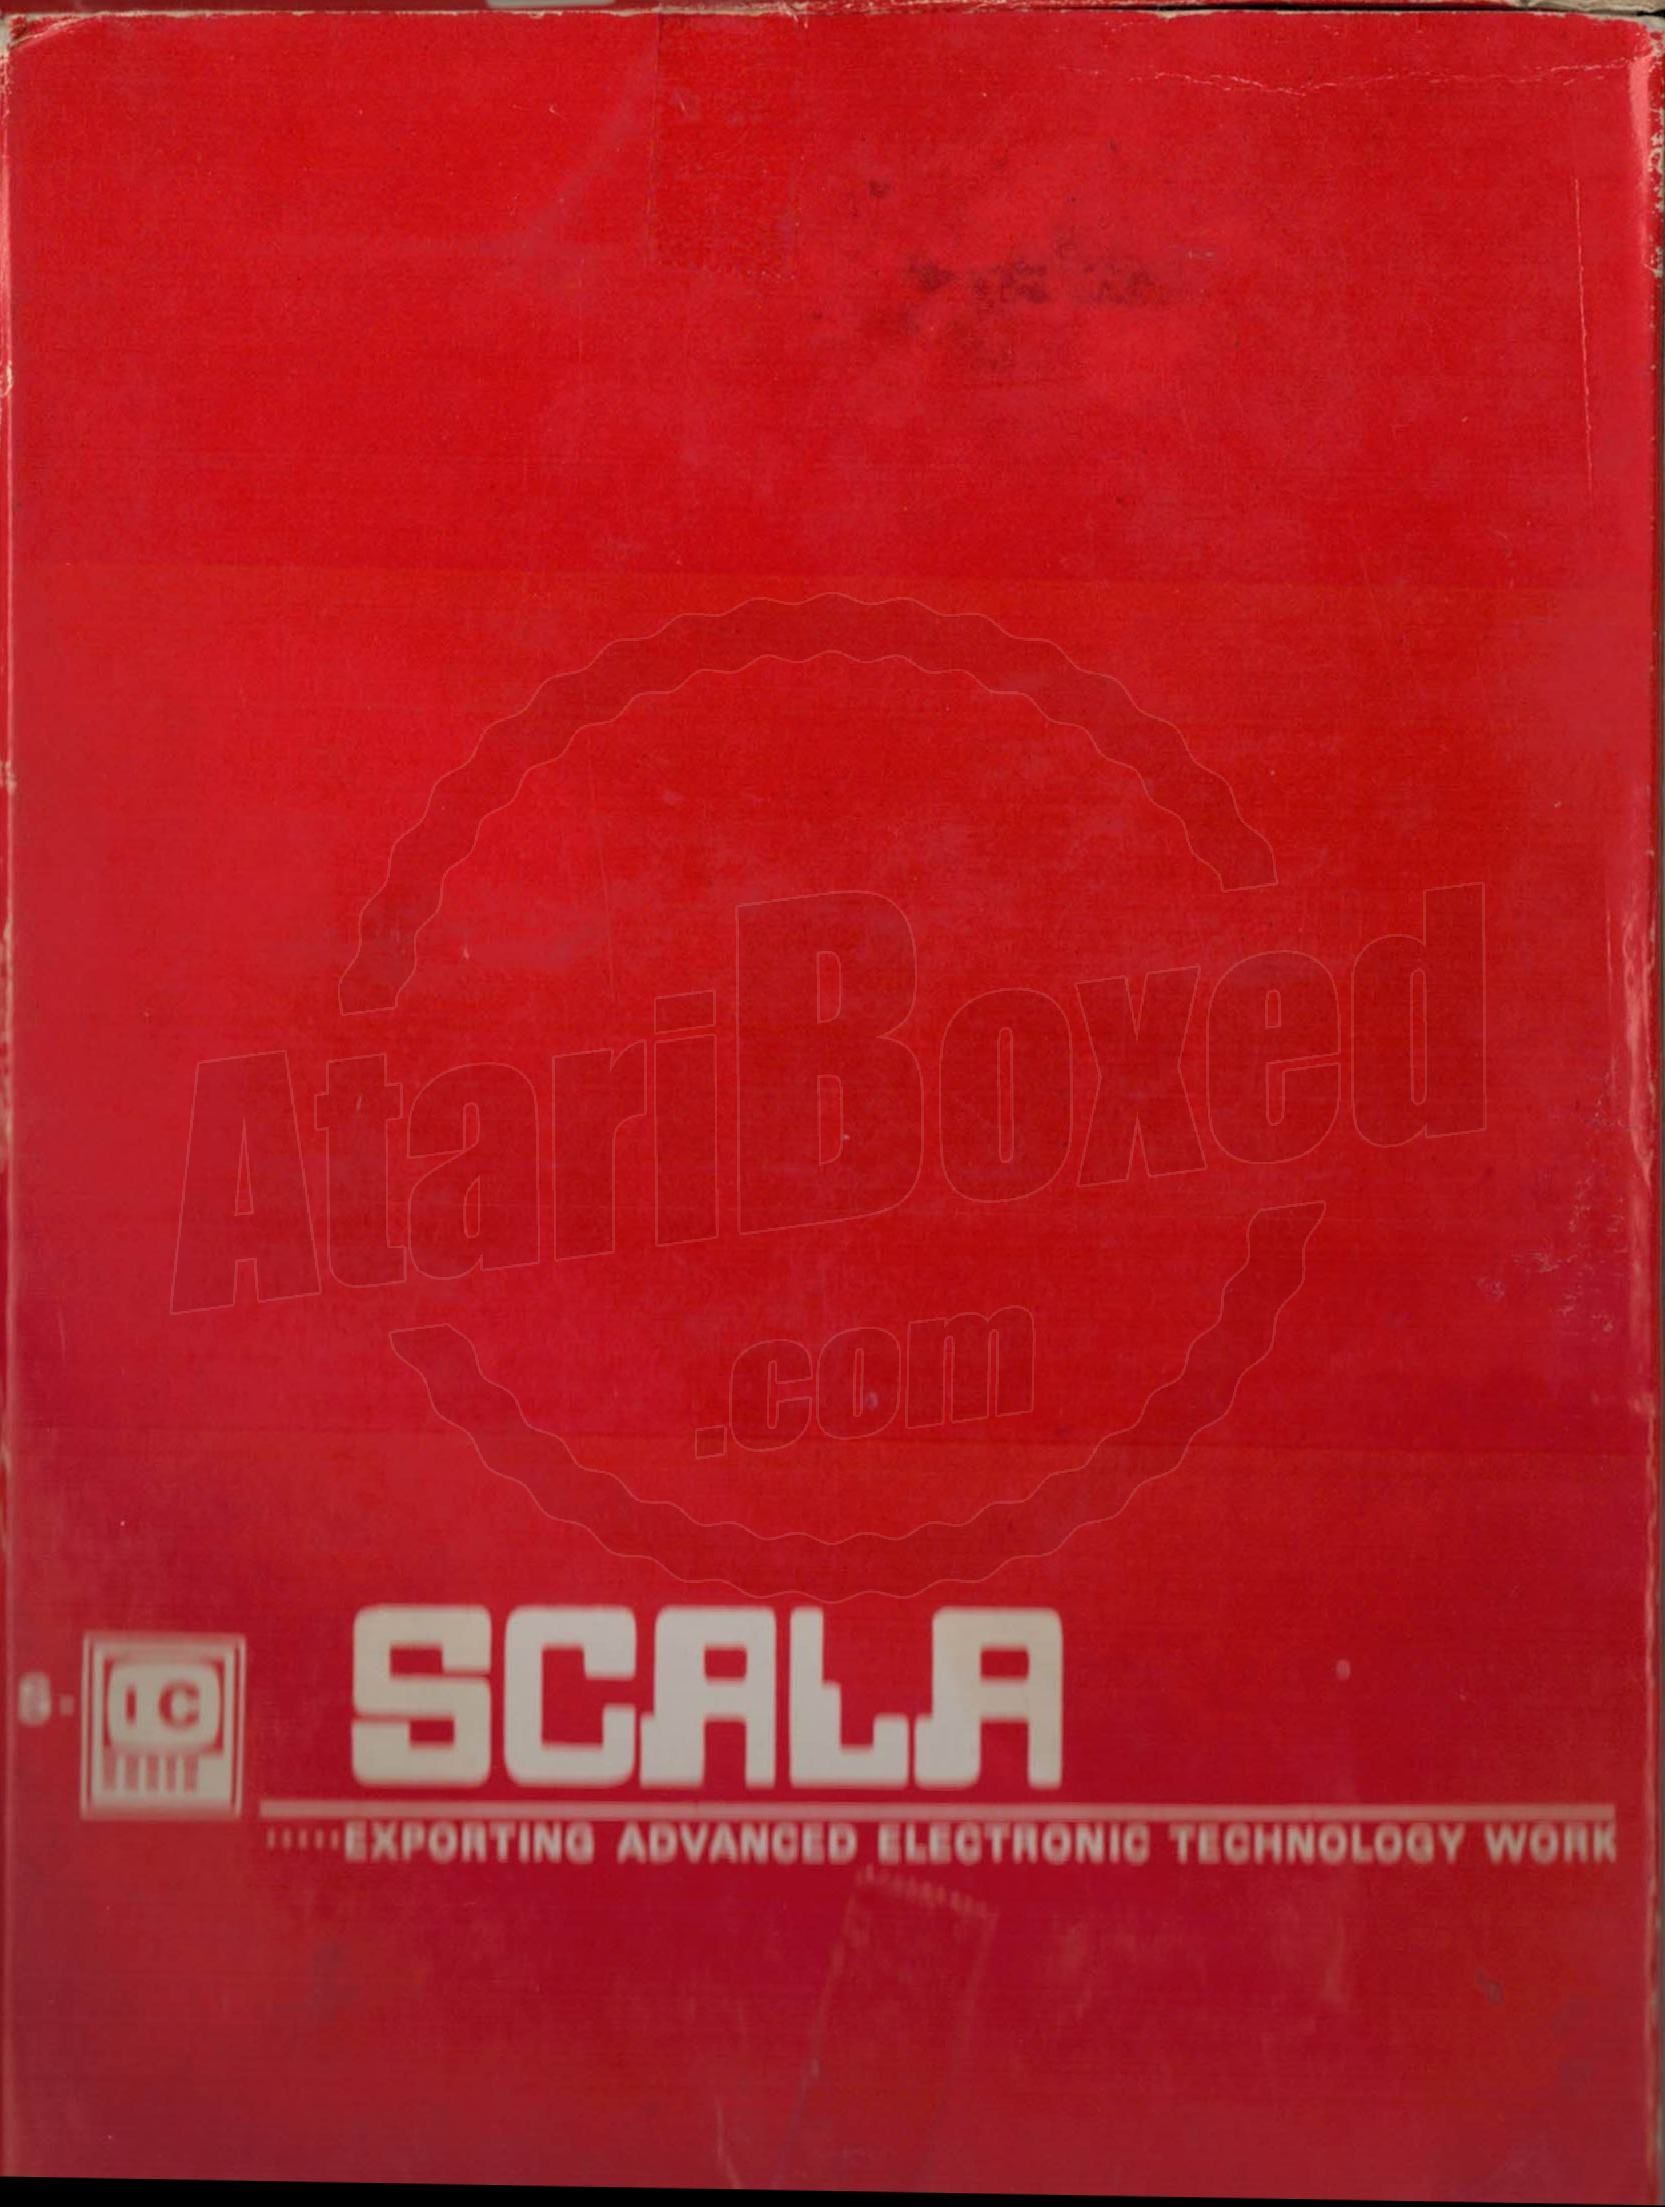 AtariBoxed
.com
IC
SCALA
EXPORTING ADVANCED ELECTRONIC TECHNOLOGY WORK